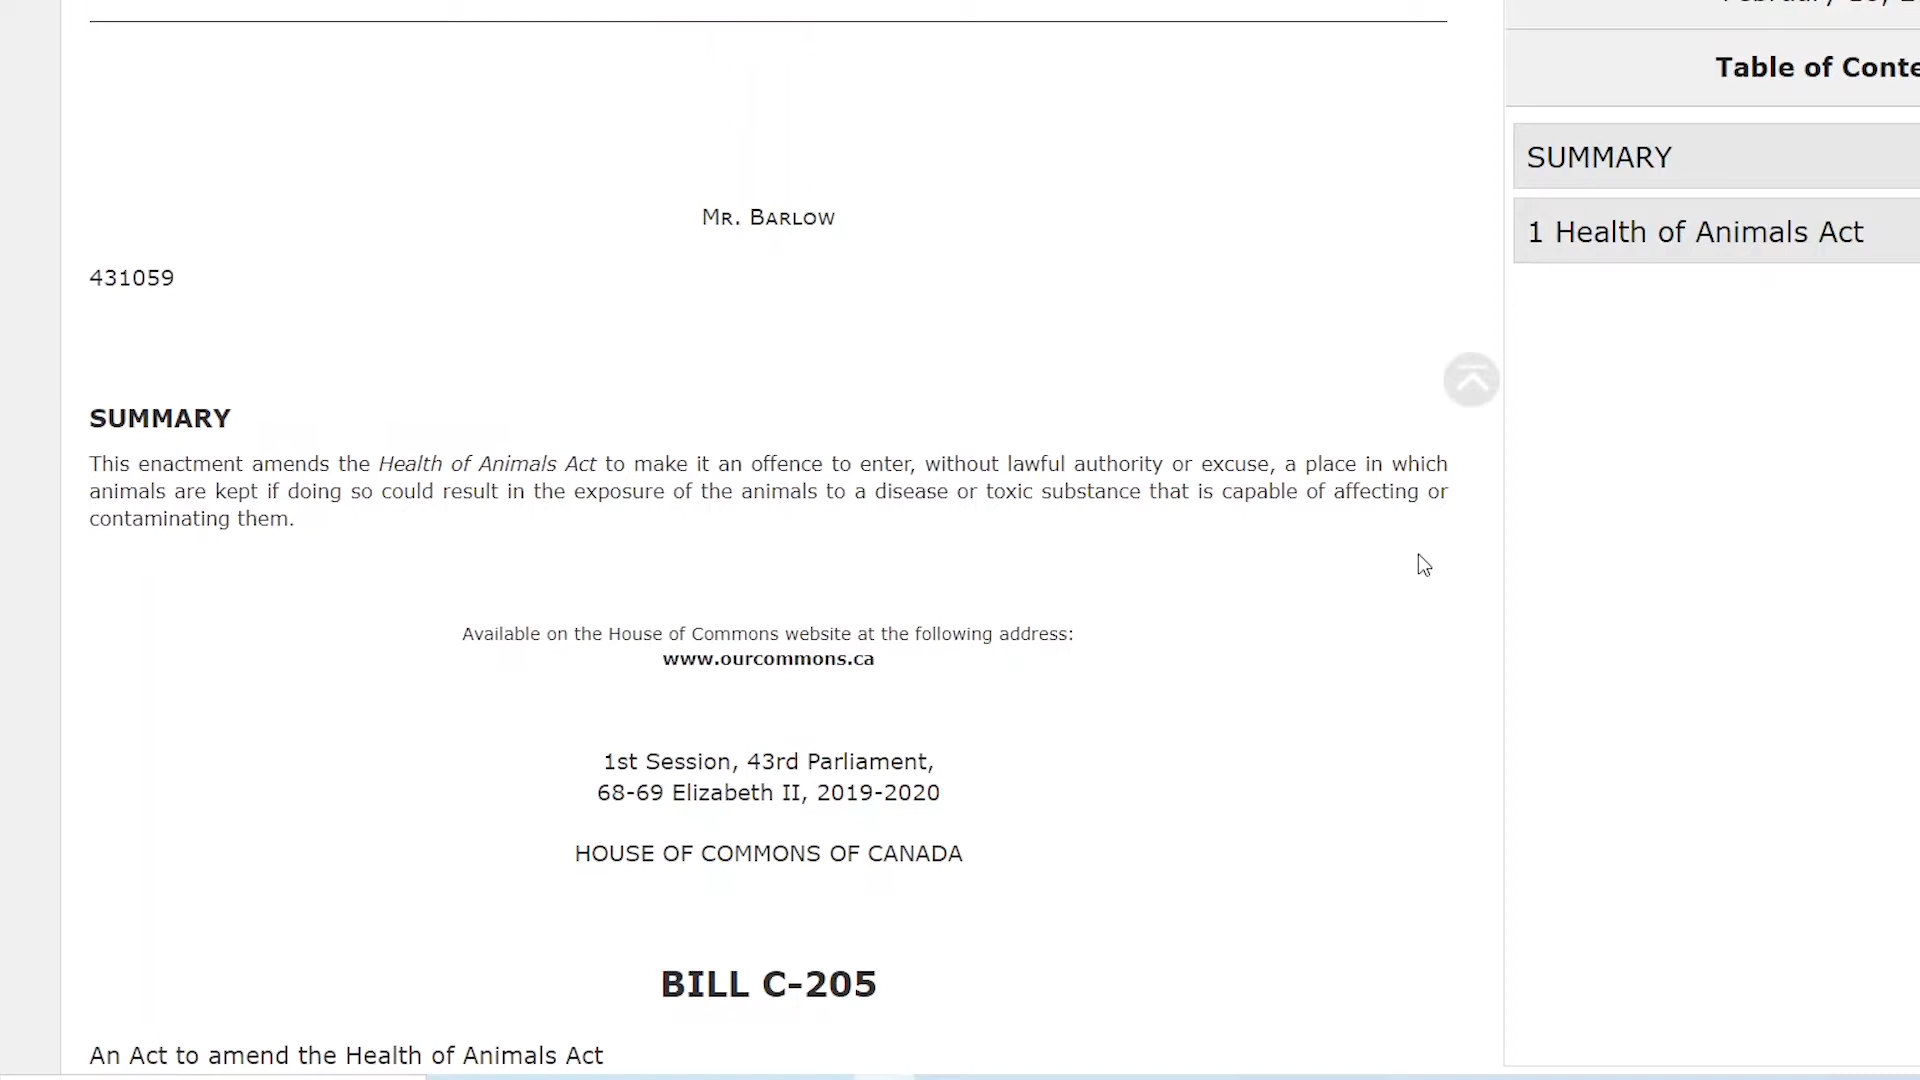 Table of Conte
Mr. Barlow
431059
SUMMARY
1 Health of Animals Act
SUMMARY
This enactment amends the Health of Animals Act to make it an offence to enter, without lawful authority or excuse, a place in which
animals are kept if doing so could result in the exposure of the animals to a disease or toxic substance that is capable of affecting or
contaminating them.
Available on the House of Commons website at the following address:
www.ourcommons.ca
1st Session, 43rd Parliament,
68-69 Elizabeth II, 2019-2020
HOUSE OF COMMONS OF CANADA
BILL C-205
An Act to amend the Health of Animals Act